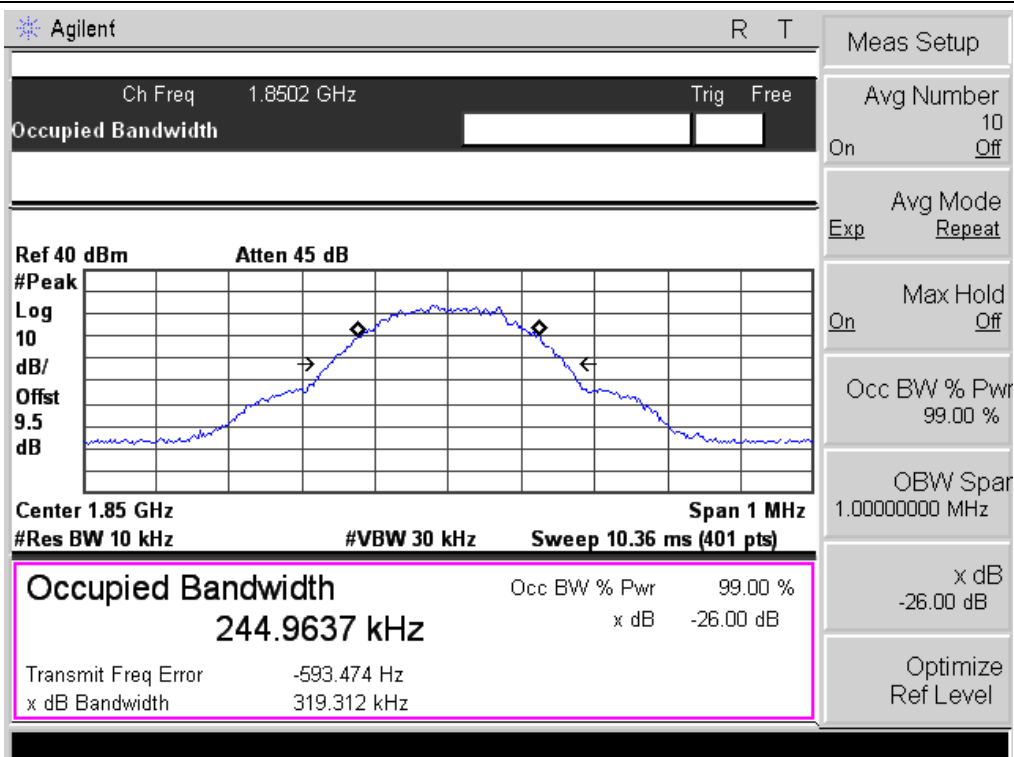 Agilent R T
Ch Freq 1.8502 GHz Trig Free
Occupied Bandwidth
Ref 40 dBm Atten 45 dB
#Peak
Log
10
dB/
Offst
9.5
dB
Center 1.85 GHz Span 1 MHz
#Res BW 10 kHz #VBW 30 kHz Sweep 10.36 ms (401 pts)
Occupied Bandwidth Occ BW % Pwr 99.00 %
244.9637 kHz x dB -26.00 dB
Transmit Freq Error -593.474 Hz
x dB Bandwidth 319.312 kHz
Meas Setup
Avg Number
10
On Off
Avg Mode
Exp Repeat
Max Hold
On Off
Occ BW % Pwr
99.00 %
OBW Span
1.00000000 MHz
x dB
-26.00 dB
Optimize
Ref Level